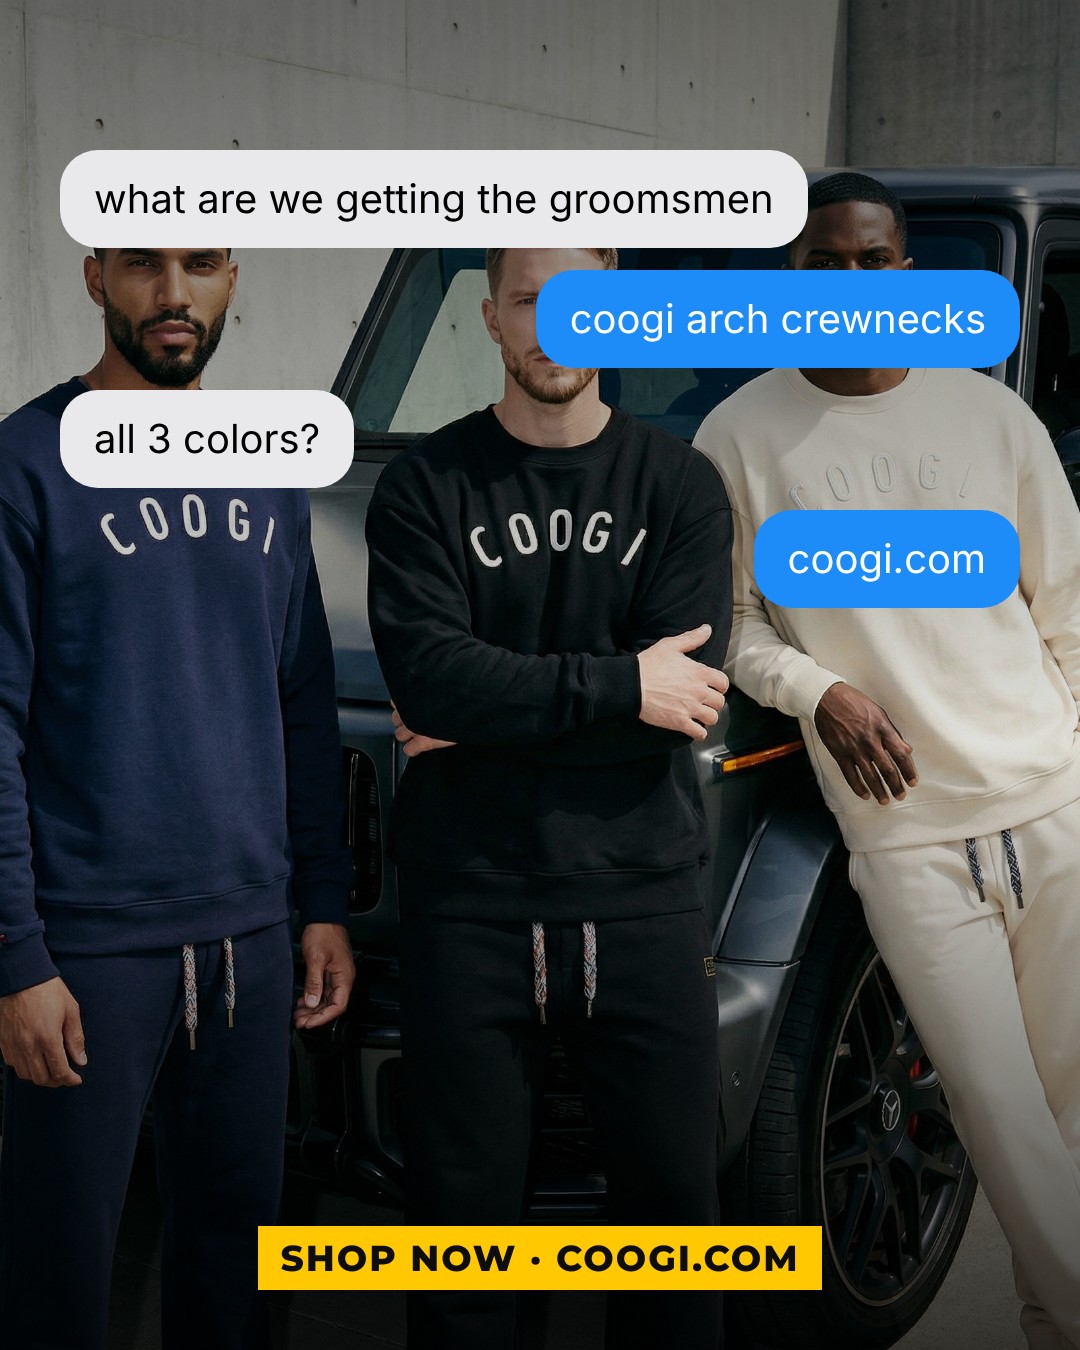 what are we getting the groomsmen
coogi arch crewnecks
all 3 colors?
COOGI
COOGI
COOGI
coogi.com
SHOP NOW · COOGI.COM